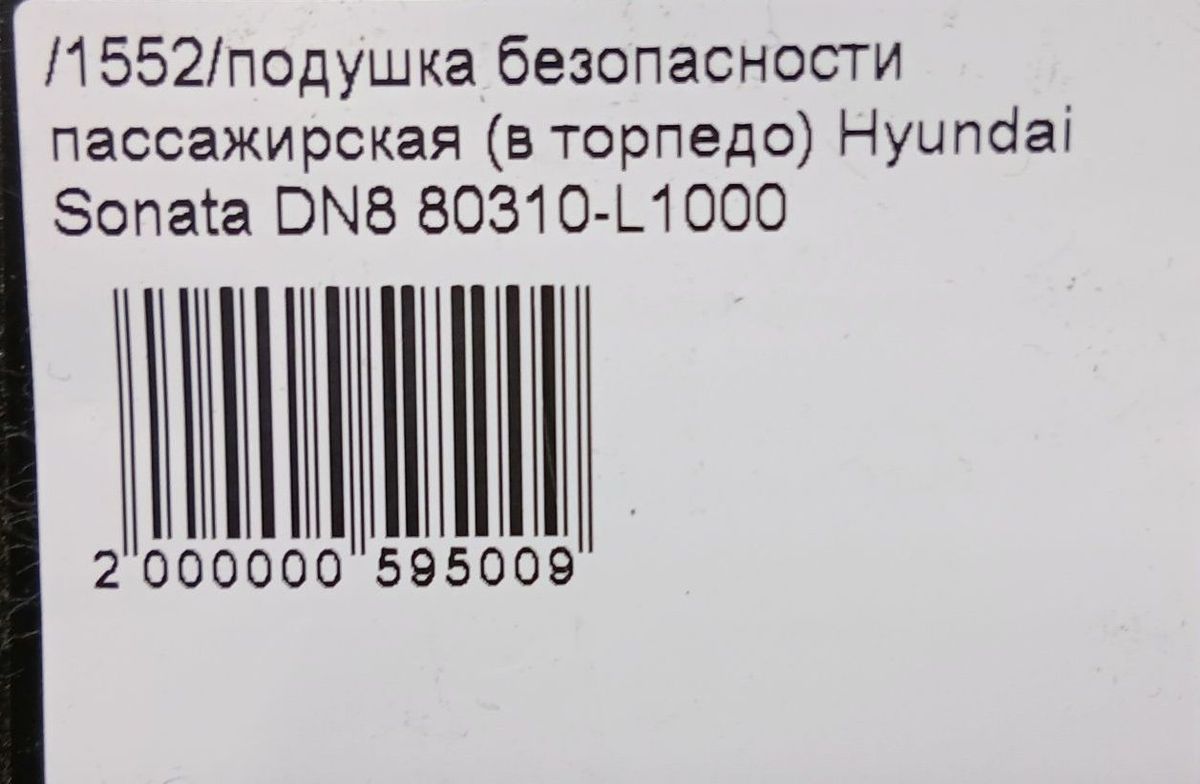 /1552/подушка безопасности
пассажирская (в торпедо) Hyundai
Sonata DN8 80310-L1000
2 000000 595009